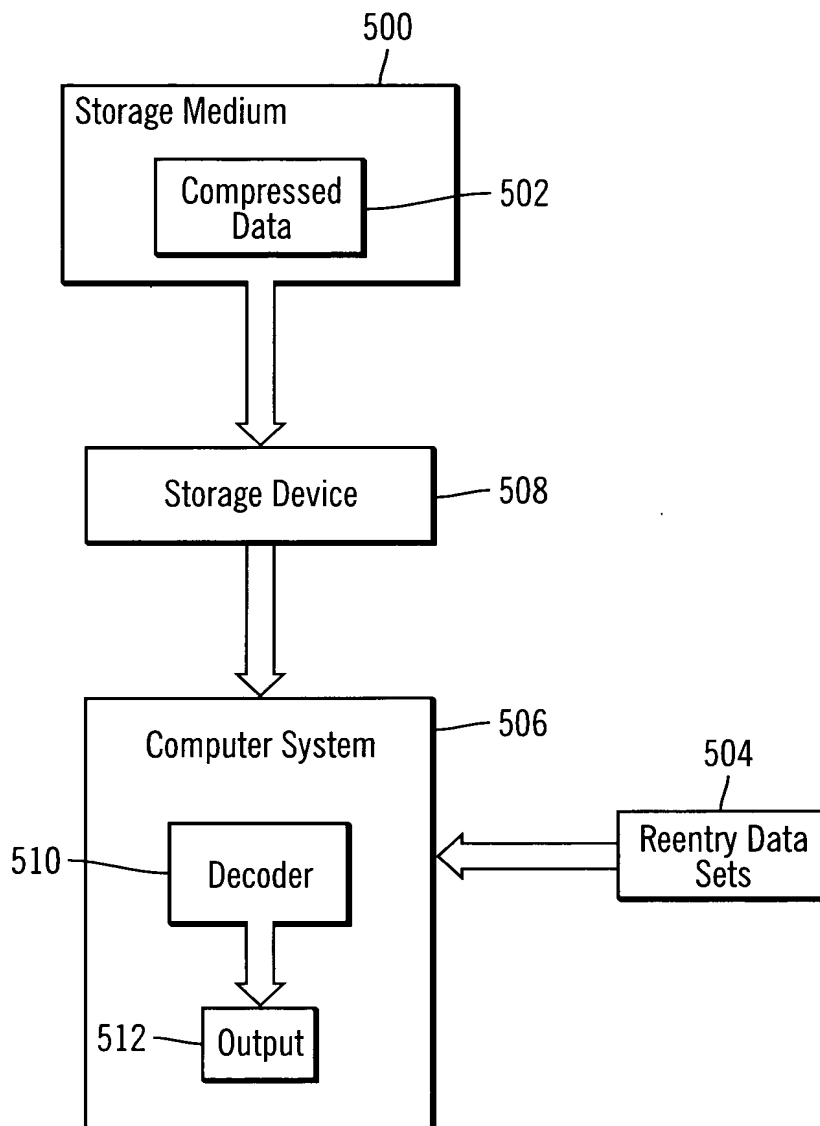 500
Storage Medium
Compressed
Data
502
Storage Device
508
Computer System
506
504
Reentry Data
Sets
510
Decoder
512
Output